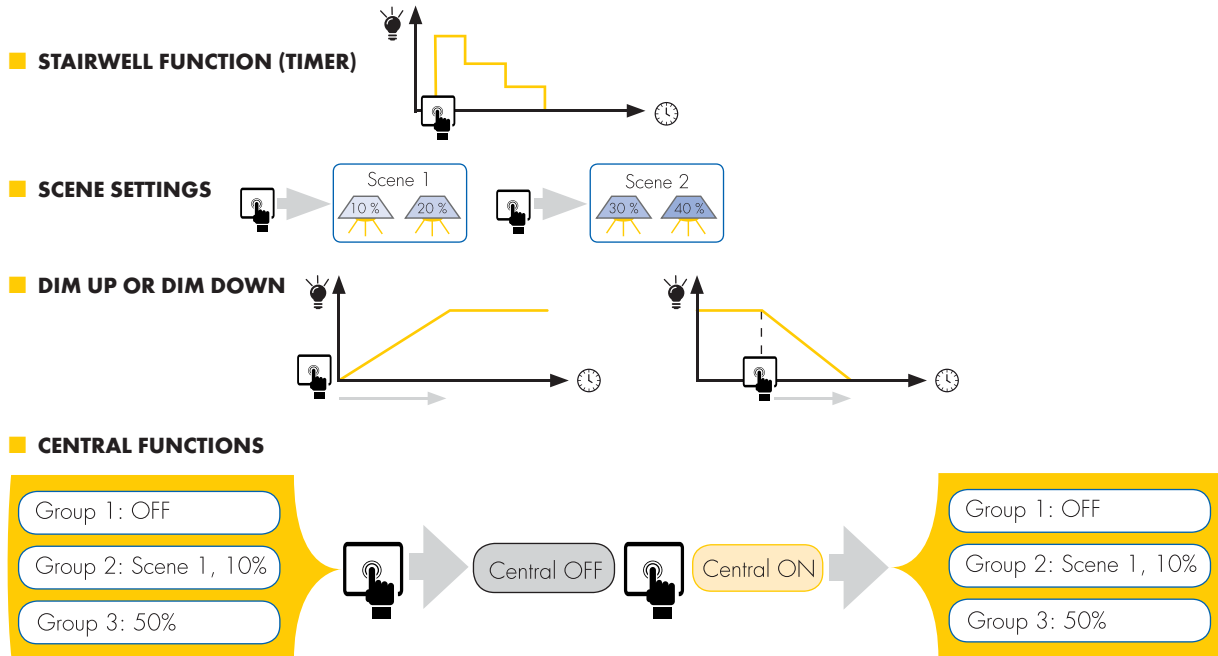 STAIRWELL FUNCTION (TIMER)
SCENE SETTINGS
Scene 1
10 %
20 %
Scene 2
30 %
40 %
DIM UP OR DIM DOWN
CENTRAL FUNCTIONS
Group 1: OFF
Group 2: Scene 1, 10%
Group 3: 50%
Central OFF
Central ON
Group 1: OFF
Group 2: Scene 1, 10%
Group 3: 50%